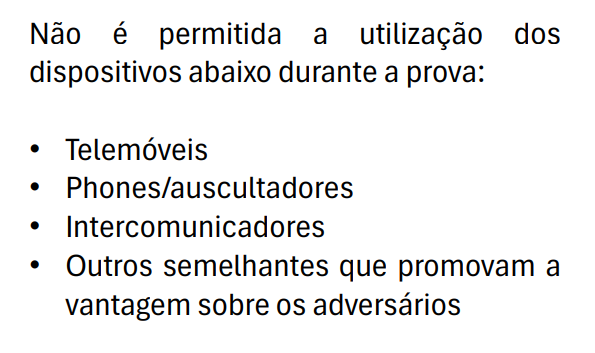 Não é permitida a utilização dos
dispositivos abaixo durante a prova:
• Telemóveis
• Phones/auscultadores
• Intercomunicadores
• Outros semelhantes que promovam a
vantagem sobre os adversários